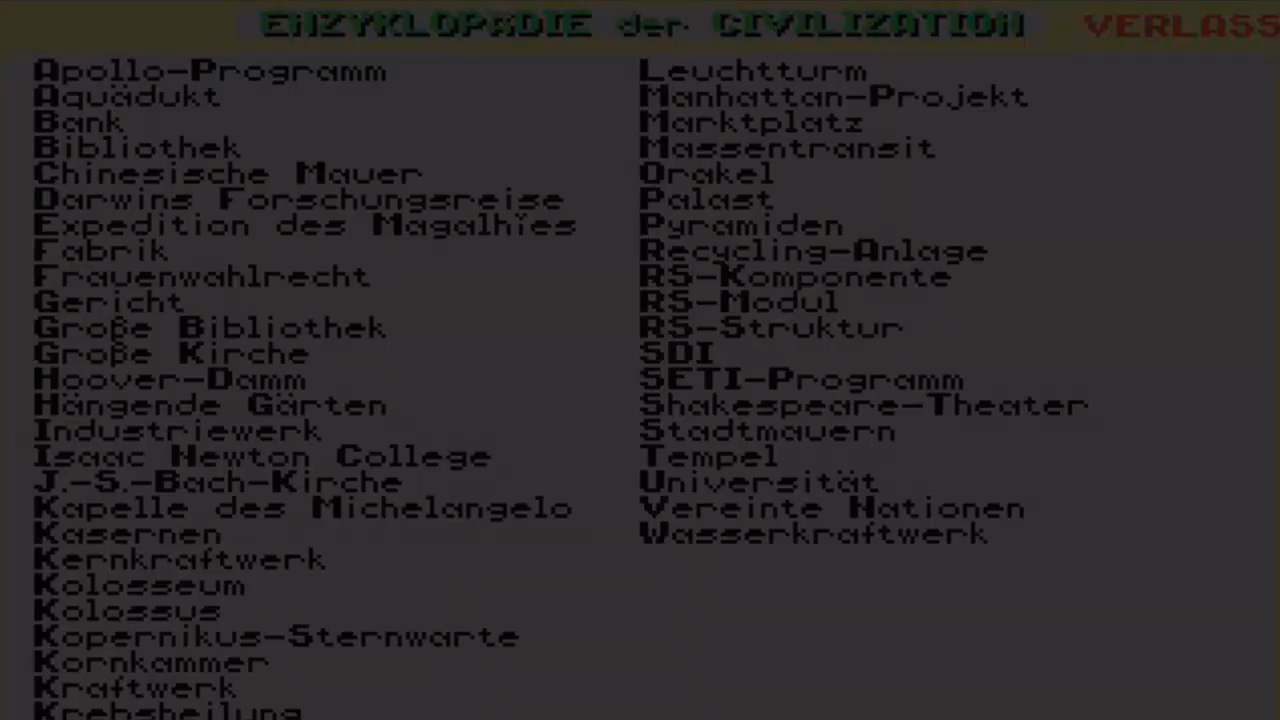 ENZYKLOPäDIE der CIVILIZATION VERLASS
Apollo-Programm
Aquädukt
Bank
Bibliothek
Chinesische Mauer
Darwins Forschungsreise
Expedition des Magalhïes
Fabrik
Frauenwahlrecht
Gericht
Große Bibliothek
Große Kirche
Hoover-Damm
Hängende Gärten
Industriewerk
Isaac Newton College
J.-S.-Bach-Kirche
Kapelle des Michelangelo
Kasernen
Kernkraftwerk
Kolosseum
Kolossus
Kopernikus-Sternwarte
Kornkammer
Kraftwerk
Krebsheilung
Leuchtturm
Manhattan-Projekt
Marktplatz
Massentransit
Orakel
Palast
Pyramiden
Recycling-Anlage
RS-Komponente
RS-Modul
RS-Struktur
SDI
SETI-Programm
Shakespeare-Theater
Stadtmauern
Tempel
Universität
Vereinte Nationen
Wasserkraftwerk